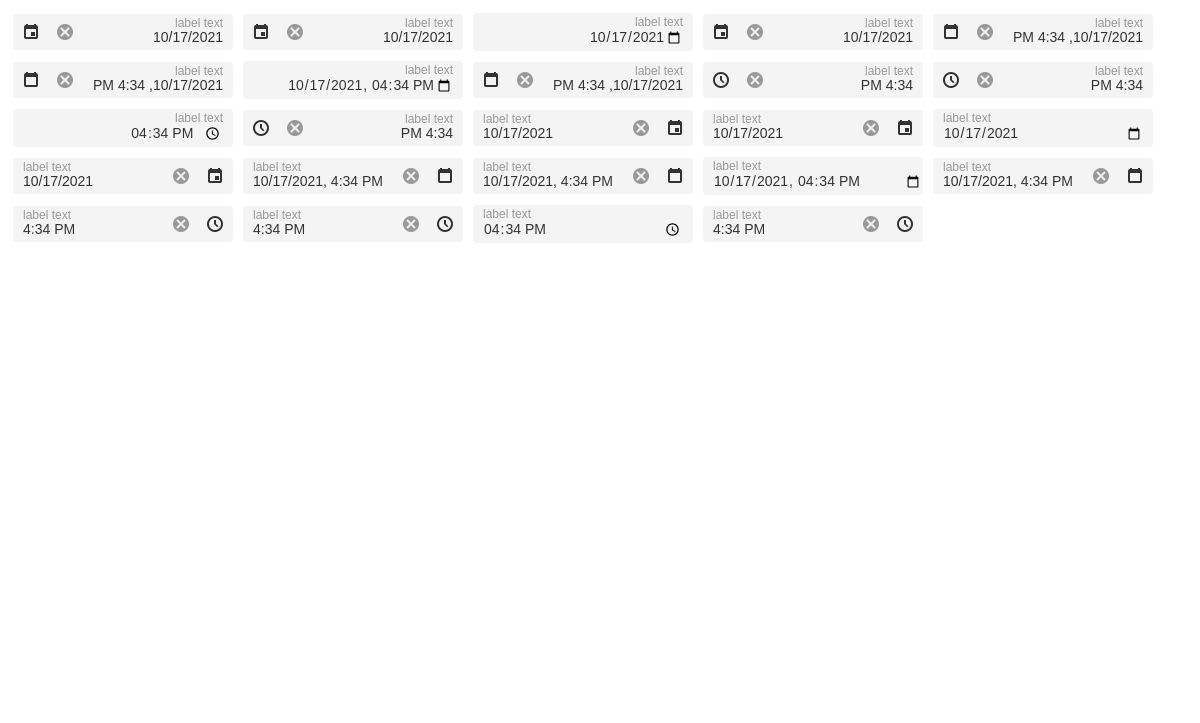 label text
10/17/2021
label text
10/17/2021
label text
10/17/2021
label text
10/17/2021
label text
PM 4:34 ,10/17/2021
label text
PM 4:34 ,10/17/2021
label text
10/17/2021, 04:34 PM
label text
PM 4:34 ,10/17/2021
label text
PM 4:34
label text
PM 4:34
label text
04:34 PM
label text
PM 4:34
label text
10/17/2021
label text
10/17/2021
label text
10/17/2021
label text
10/17/2021
label text
10/17/2021, 4:34 PM
label text
10/17/2021, 4:34 PM
label text
10/17/2021, 04:34 PM
label text
10/17/2021, 4:34 PM
label text
4:34 PM
label text
4:34 PM
label text
04:34 PM
label text
4:34 PM